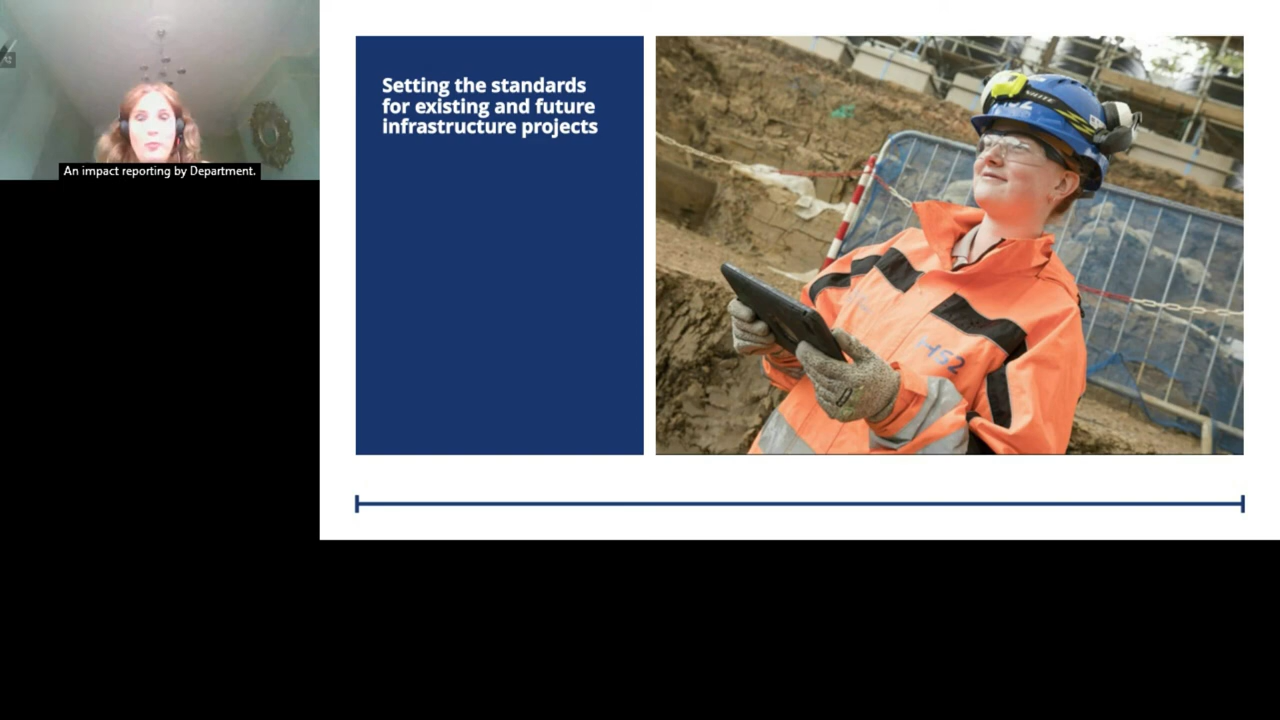 An impact reporting by Department.
Setting the standards
for existing and future
infrastructure projects
HS2